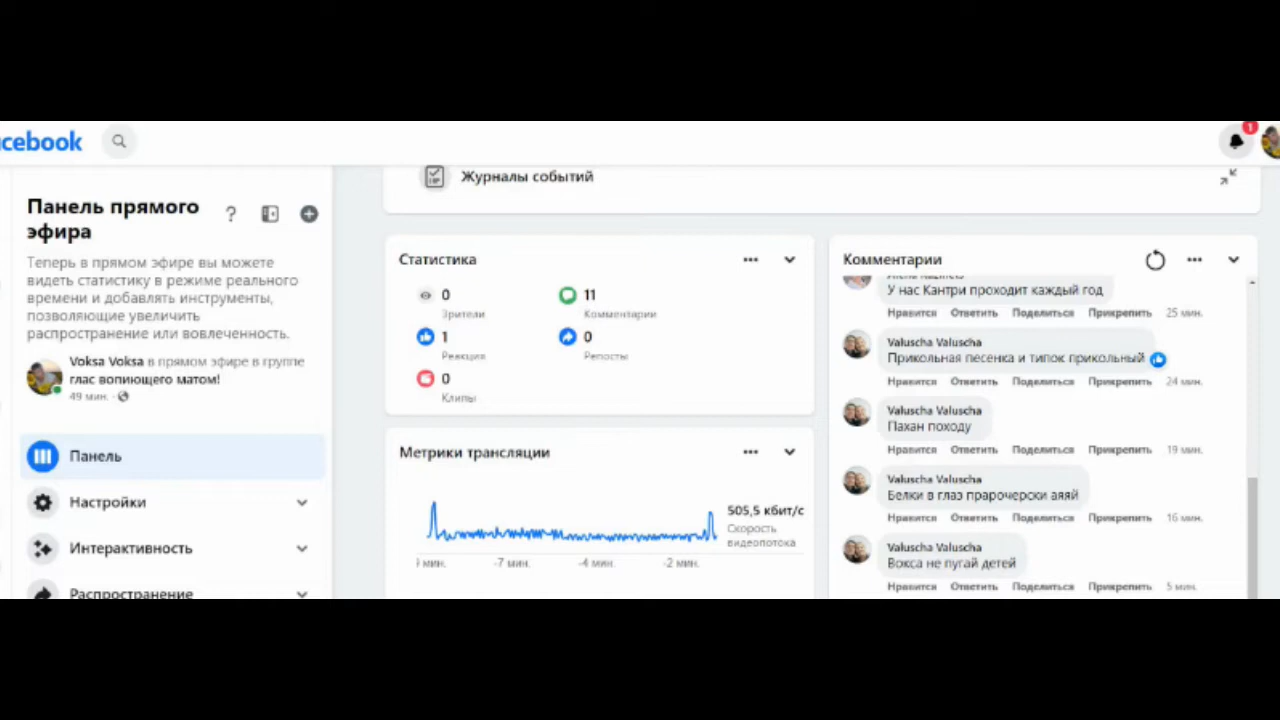 cebook
1
Журналы событий
Панель прямого
эфира
?
Теперь в прямом эфире вы можете
видеть статистику в режиме реального
времени и добавлять инструменты,
позволяющие увеличить
распространение или вовлеченность.
Voksa Voksa в прямом эфире в группе
глас вопиющего матом!
49 мин. ·
Панель
Настройки
Интерактивность
Распространение
Статистика
0
Зрители
11
Комментарии
1
Реакция
0
Репосты
0
Клипы
Метрики трансляции
505,5 кбит/с
Скорость
видеопотока
мин.
-7 мин.
-4 мин.
-2 мин.
Комментарии
У нас Кантри проходит каждый год
Нравится Ответить Поделиться Прикрепить 25 мин.
Valuscha Valuscha
Прикольная песенка и типок прикольный
Нравится Ответить Поделиться Прикрепить 24 мин.
Valuscha Valuscha
Пахан походу
Нравится Ответить Поделиться Прикрепить 19 мин.
Valuscha Valuscha
Белки в глаз прарочерски аяяй
Нравится Ответить Поделиться Прикрепить 16 мин.
Valuscha Valuscha
Вокса не пугай детей
Нравится Ответить Поделиться Прикрепить 5 мин.